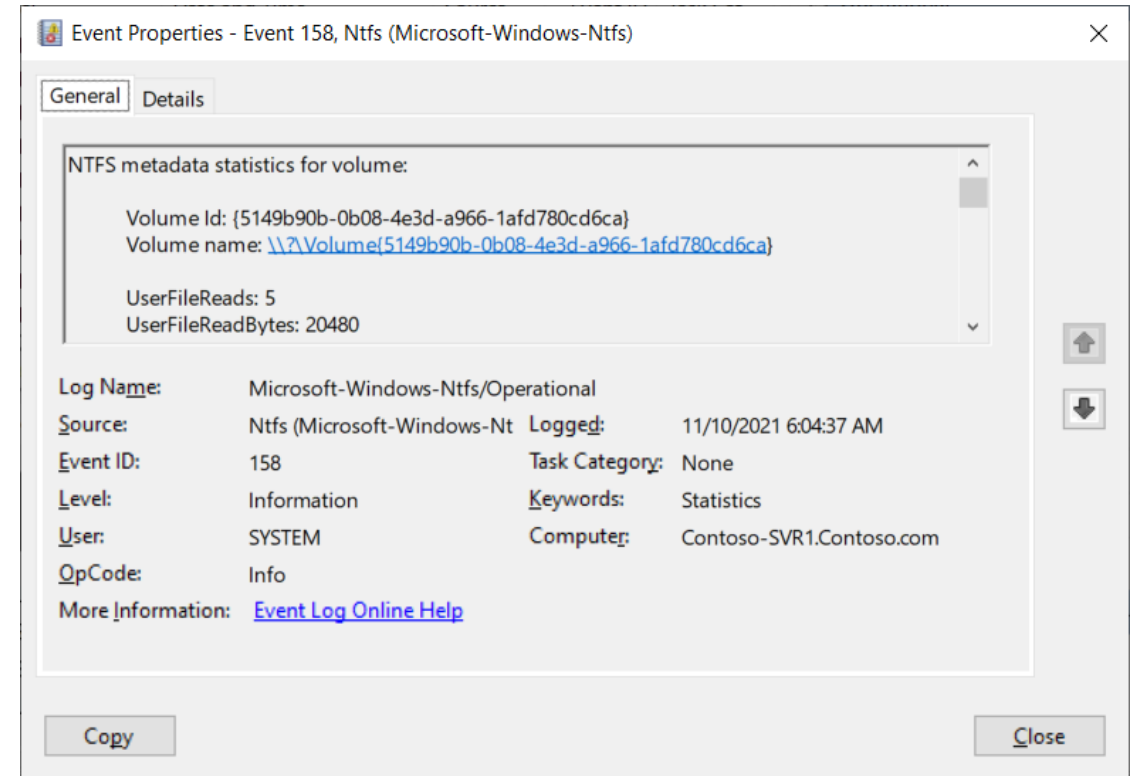 Event Properties - Event 158, Ntfs (Microsoft-Windows-Ntfs)
General Details
NTFS metadata statistics for volume:
Volume Id: {5149b90b-0b08-4e3d-a966-1afd780cd6ca}
Volume name: \\?\Volume{5149b90b-0b08-4e3d-a966-1afd780cd6ca}
UserFileReads: 5
UserFileReadBytes: 20480
Log Name: Microsoft-Windows-Ntfs/Operational
Source: Ntfs (Microsoft-Windows-Nt Logged: 11/10/2021 6:04:37 AM
Event ID: 158 Task Category: None
Level: Information Keywords: Statistics
User: SYSTEM Computer: Contoso-SVR1.Contoso.com
OpCode: Info
More Information: Event Log Online Help
Copy Close